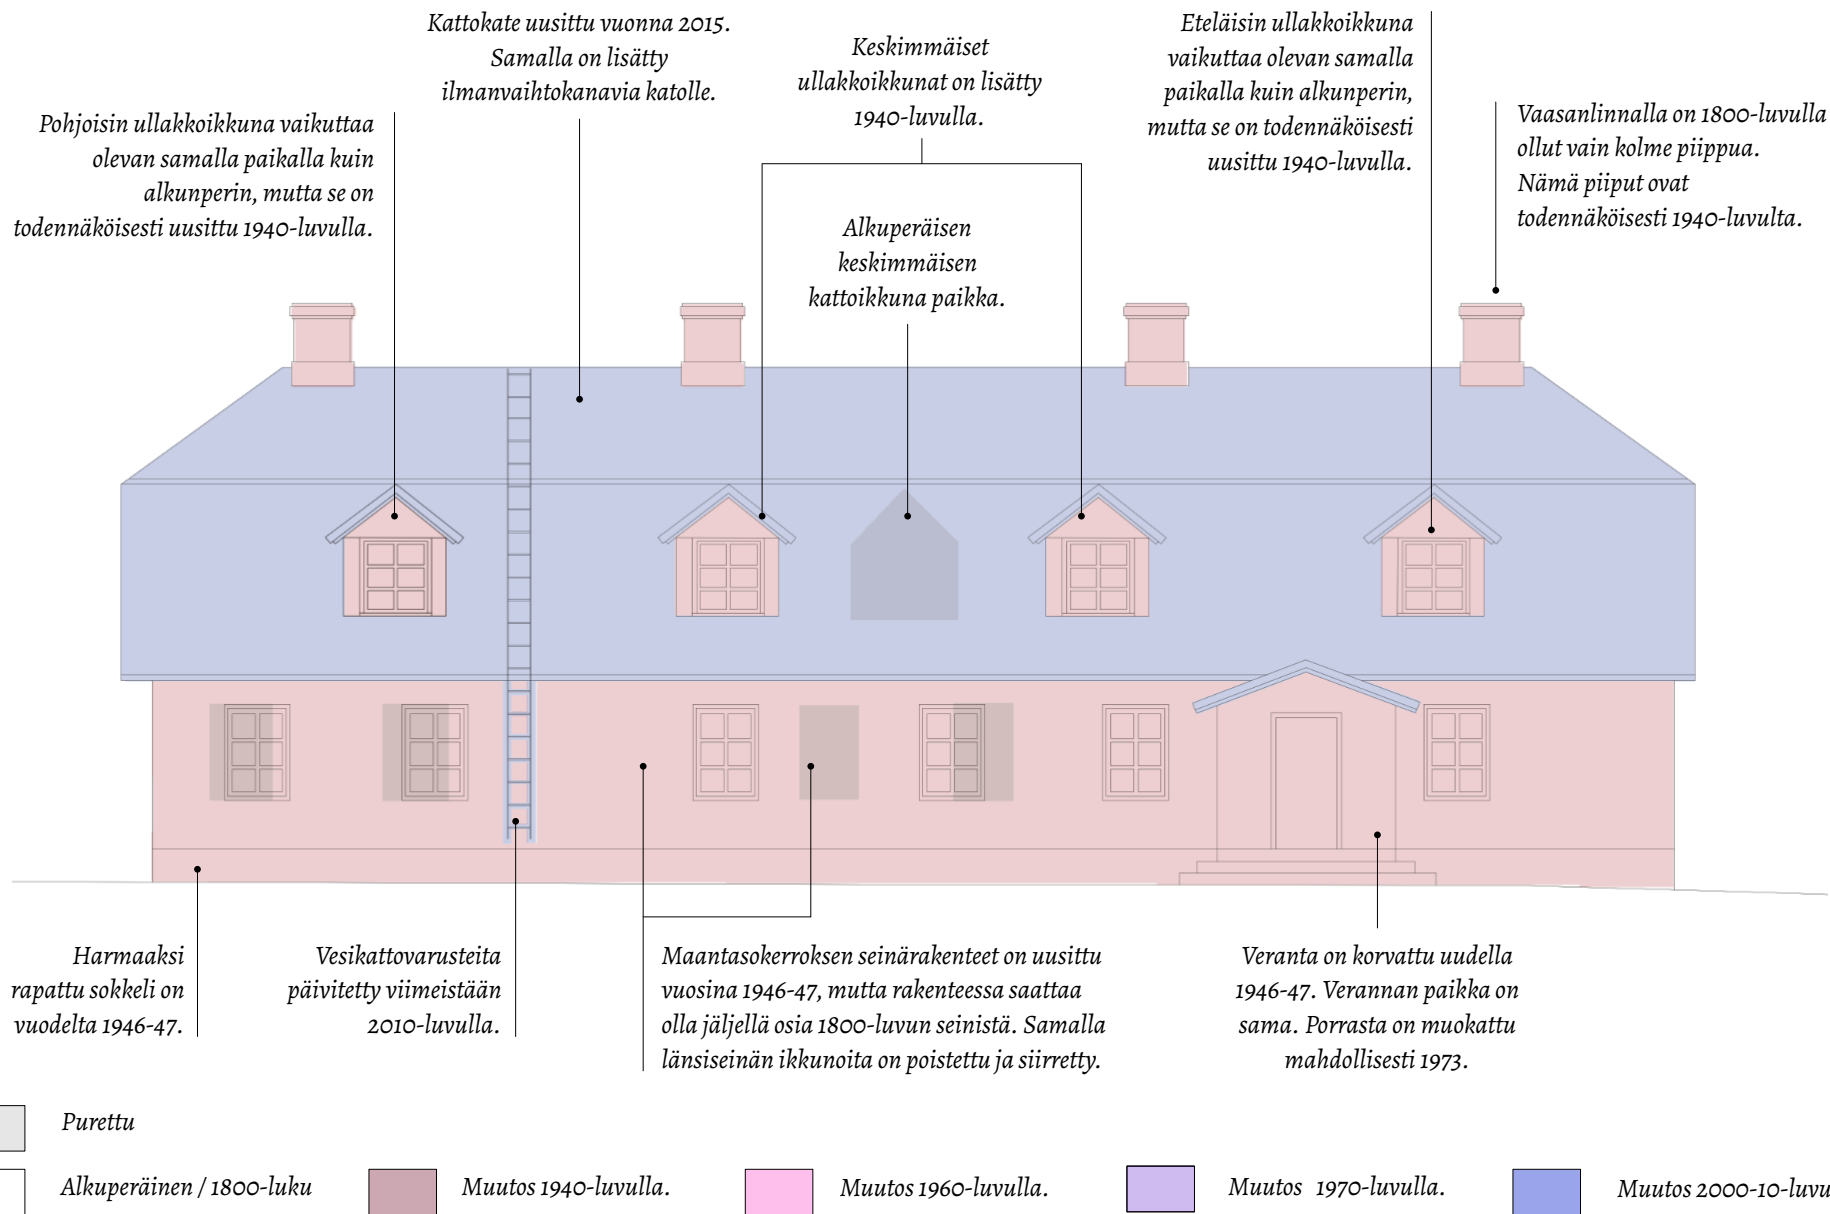 Kattokate uusittu vuonna 2015.
Samalla on lisätty
ilmanvaihtokanavia katolle.
Keskimmäiset
ullakkoikkunat on lisätty
1940-luvulla.
Eteläisin ullakkoikkuna
vaikuttaa olevan samalla
paikalla kuin alkunperin,
mutta se on todennäköisesti
uusittu 1940-luvulla.
Pohjoisin ullakkoikkuna vaikuttaa
olevan samalla paikalla kuin
alkunperin, mutta se on
todennäköisesti uusittu 1940-luvulla.
Vaasanlinnalla on 1800-luvulla
ollut vain kolme piippua.
Nämä piiput ovat
todennäköisesti 1940-luvulta.
Alkuperäisen
keskimmäisen
kattoikkuna paikka.
Harmaaksi
rapattu sokkeli on
vuodelta 1946-47.
Vesikattovarusteita
päivitetty viimeistään
2010-luvulla.
Maantasokerroksen seinärakenteet on uusittu
vuosina 1946-47, mutta rakenteessa saattaa
olla jäljellä osia 1800-luvun seinistä. Samalla
länsiseinän ikkunoita on poistettu ja siirretty.
Veranta on korvattu uudella
1946-47. Verannan paikka on
sama. Porrasta on muokattu
mahdollisesti 1973.
Purettu
Alkuperäinen / 1800-luku
Muutos 1940-luvulla.
Muutos 1960-luvulla.
Muutos 1970-luvulla.
Muutos 2000-10-luvu